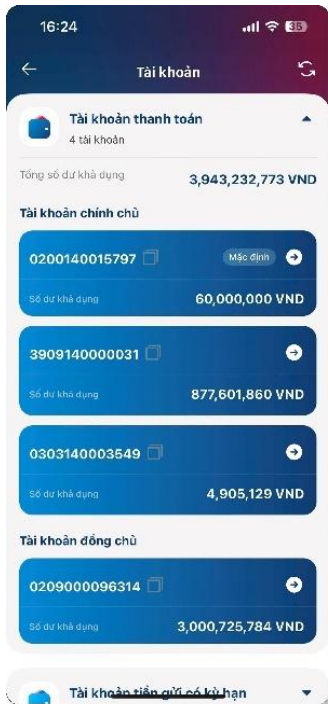 16:24
35
Tài khoản
Tài khoản thanh toán
4 tài khoản
Tổng số dư khả dụng 3,943,232,773 VND
Tài khoản chính chủ
0200140015797 Mặc định
Số dư khả dụng 60,000,000 VND
3909140000031
Số dư khả dụng 877,601,860 VND
0303140003549
Số dư khả dụng 4,905,129 VND
Tài khoản đồng chủ
0209000096314
Số dư khả dụng 3,000,725,784 VND
Tài khoản tiền gửi có kỳ hạn